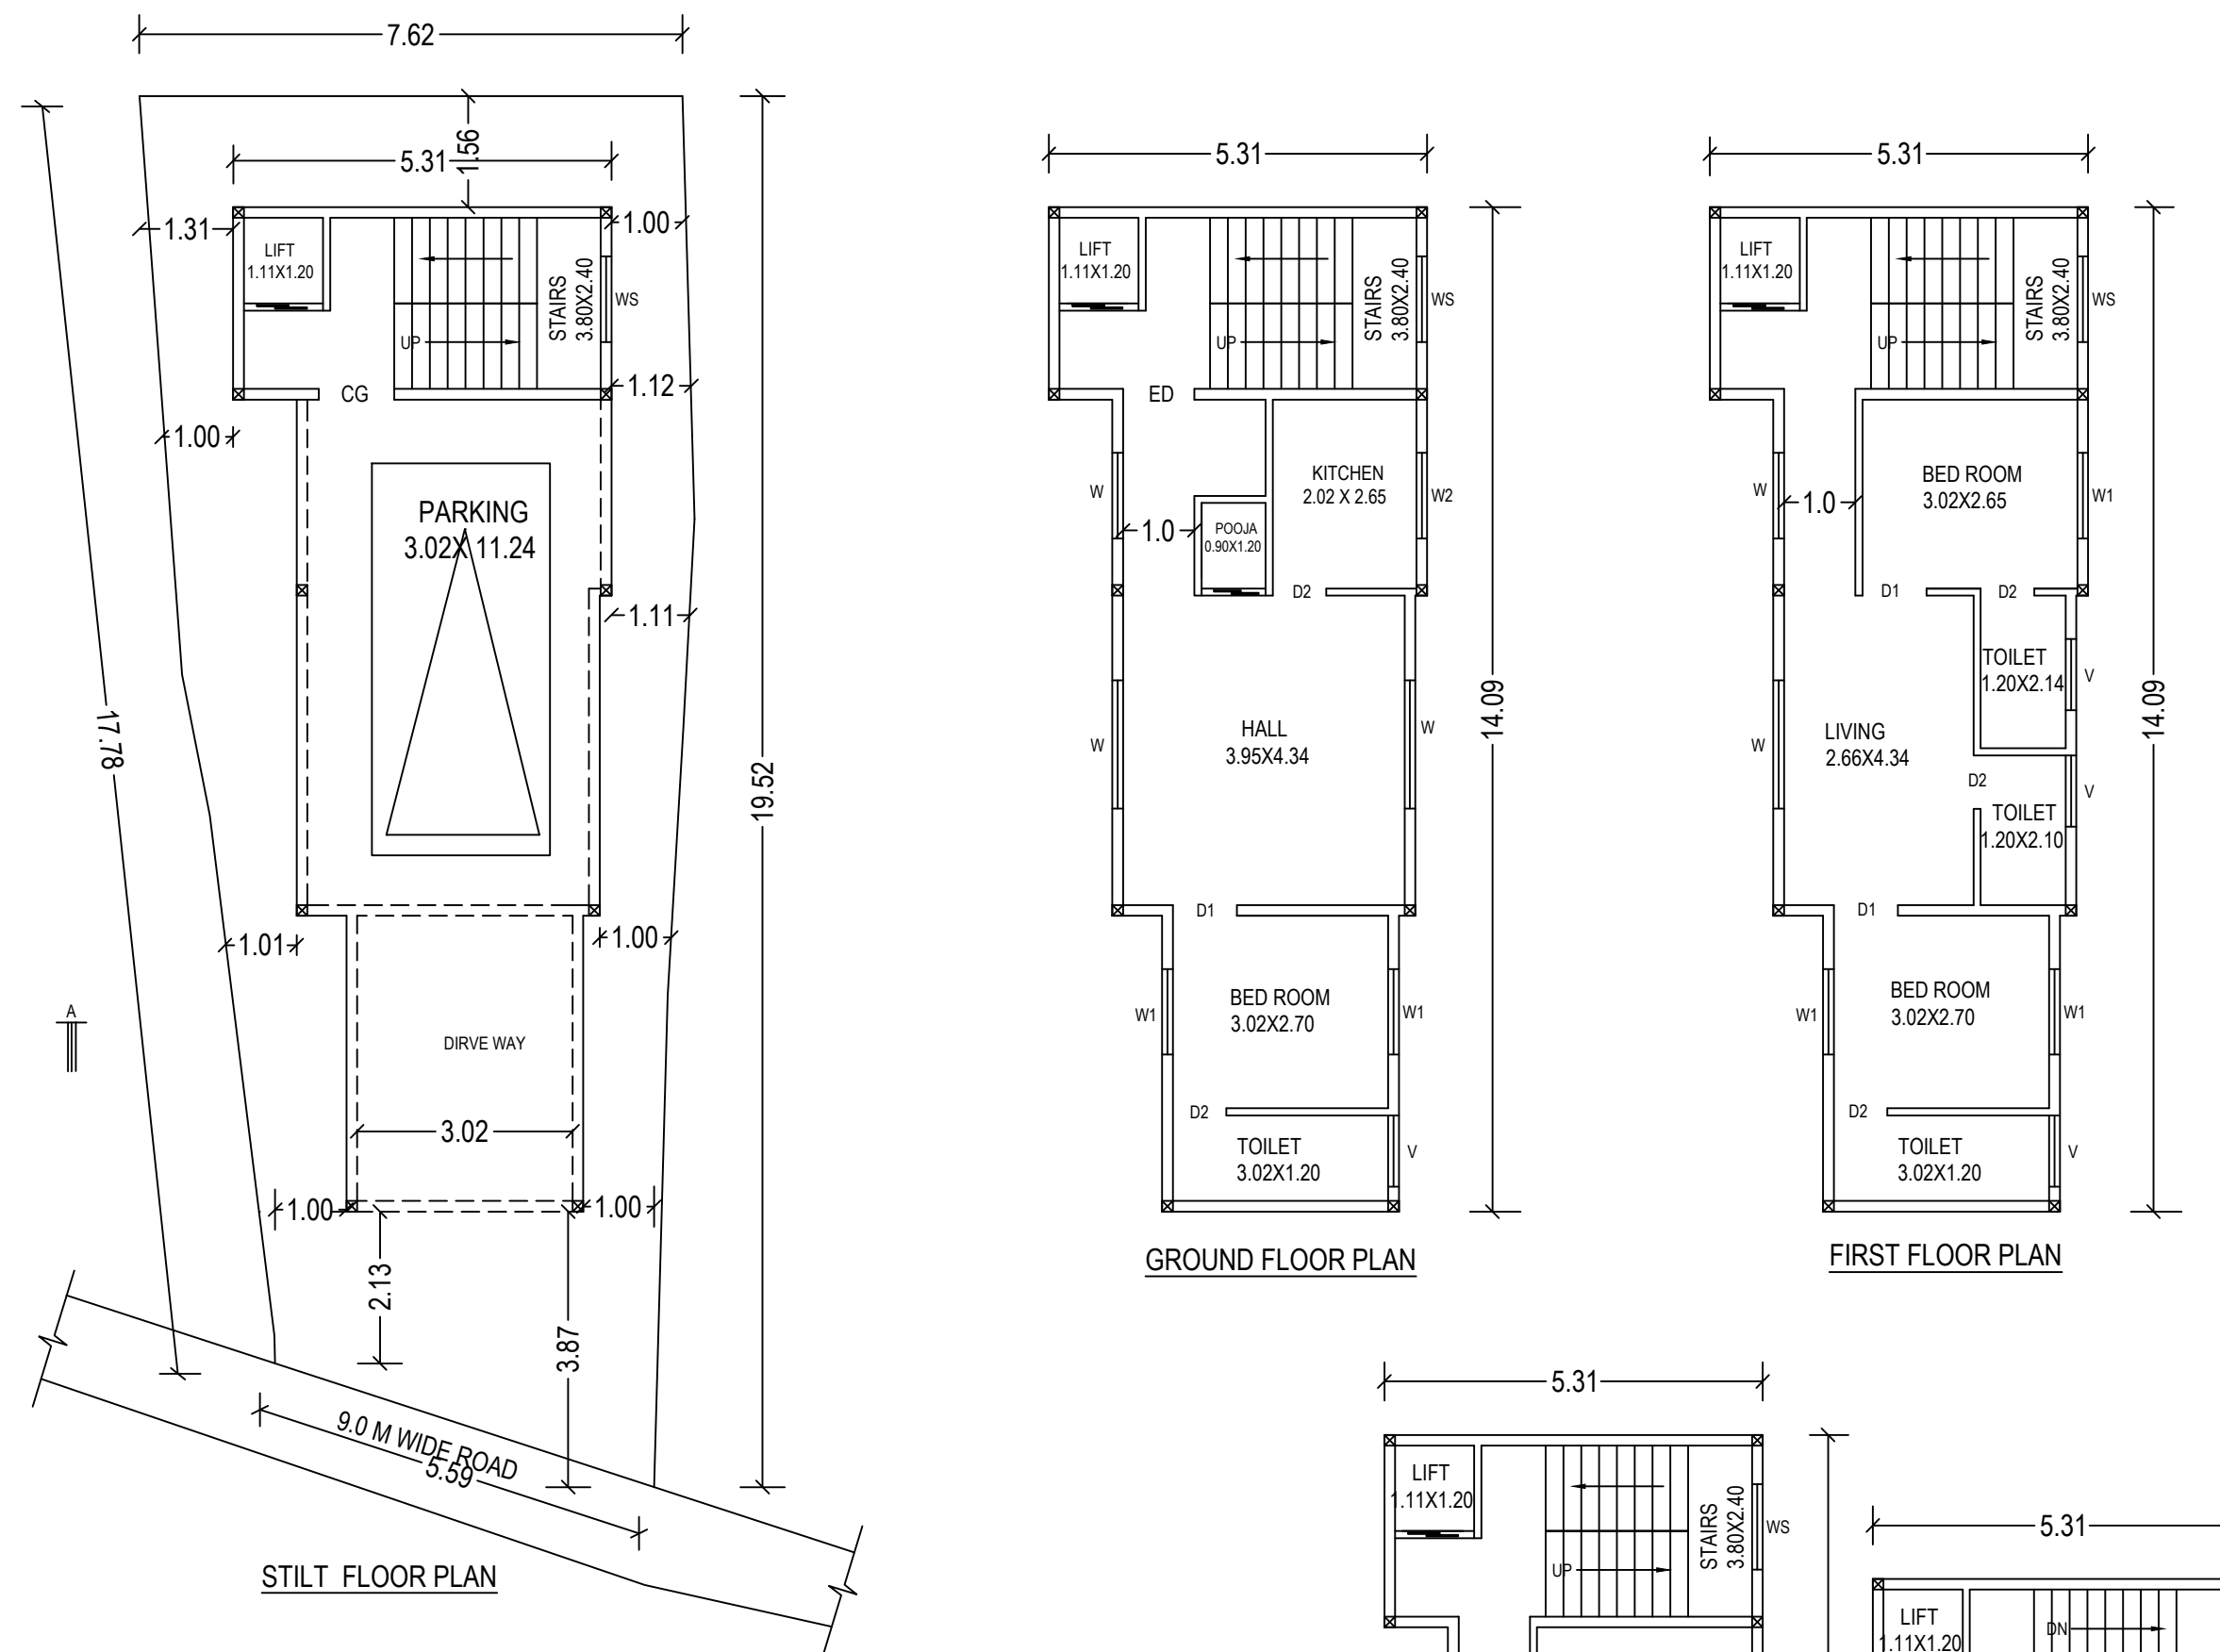 7.62
5.31
1.56
1.31
1.00
LIFT
1.11X1.20
STAIRS
3.80X2.40
WS
UP
CG
1.12
1.00
PARKING
3.02X 11.24
1.11
17.78
19.52
1.01
1.00
A
DIRVE WAY
3.02
1.00
1.00
2.13
3.87
9.0 M WIDE ROAD
5.59
STILT FLOOR PLAN
5.31
LIFT
1.11X1.20
STAIRS
3.80X2.40
WS
UP
ED
KITCHEN
2.02 X 2.65
W
W2
1.0
POOJA
0.90X1.20
D2
HALL
3.95X4.34
W
W
14.09
D1
BED ROOM
3.02X2.70
W1
W1
D2
TOILET
3.02X1.20
V
GROUND FLOOR PLAN
5.31
LIFT
1.11X1.20
STAIRS
3.80X2.40
WS
UP
BED ROOM
3.02X2.65
W
W1
1.0
D1
D2
TOILET
1.20X2.14
V
LIVING
2.66X4.34
W
14.09
D2
V
TOILET
1.20X2.10
D1
BED ROOM
3.02X2.70
W1
W1
D2
TOILET
3.02X1.20
V
FIRST FLOOR PLAN
5.31
LIFT
1.11X1.20
STAIRS
3.80X2.40
WS
UP
5.31
LIFT
1.11X1.20
DN